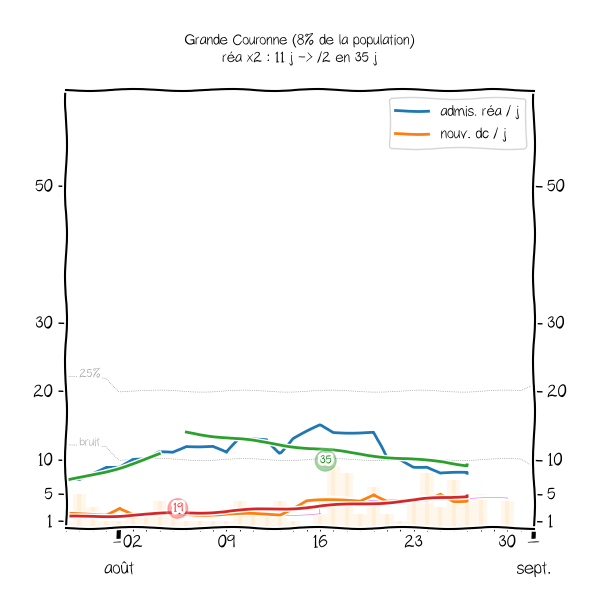 Grande Couronne (8% de la population)
réa x2 : 11 j -> /2 en 35 j
admis. réa / j
nouv. dc / j
50 50
30 30
25%
20 20
bruit
35
10 10
5 5
19
1 1
02 09 16 23 30
août sept.